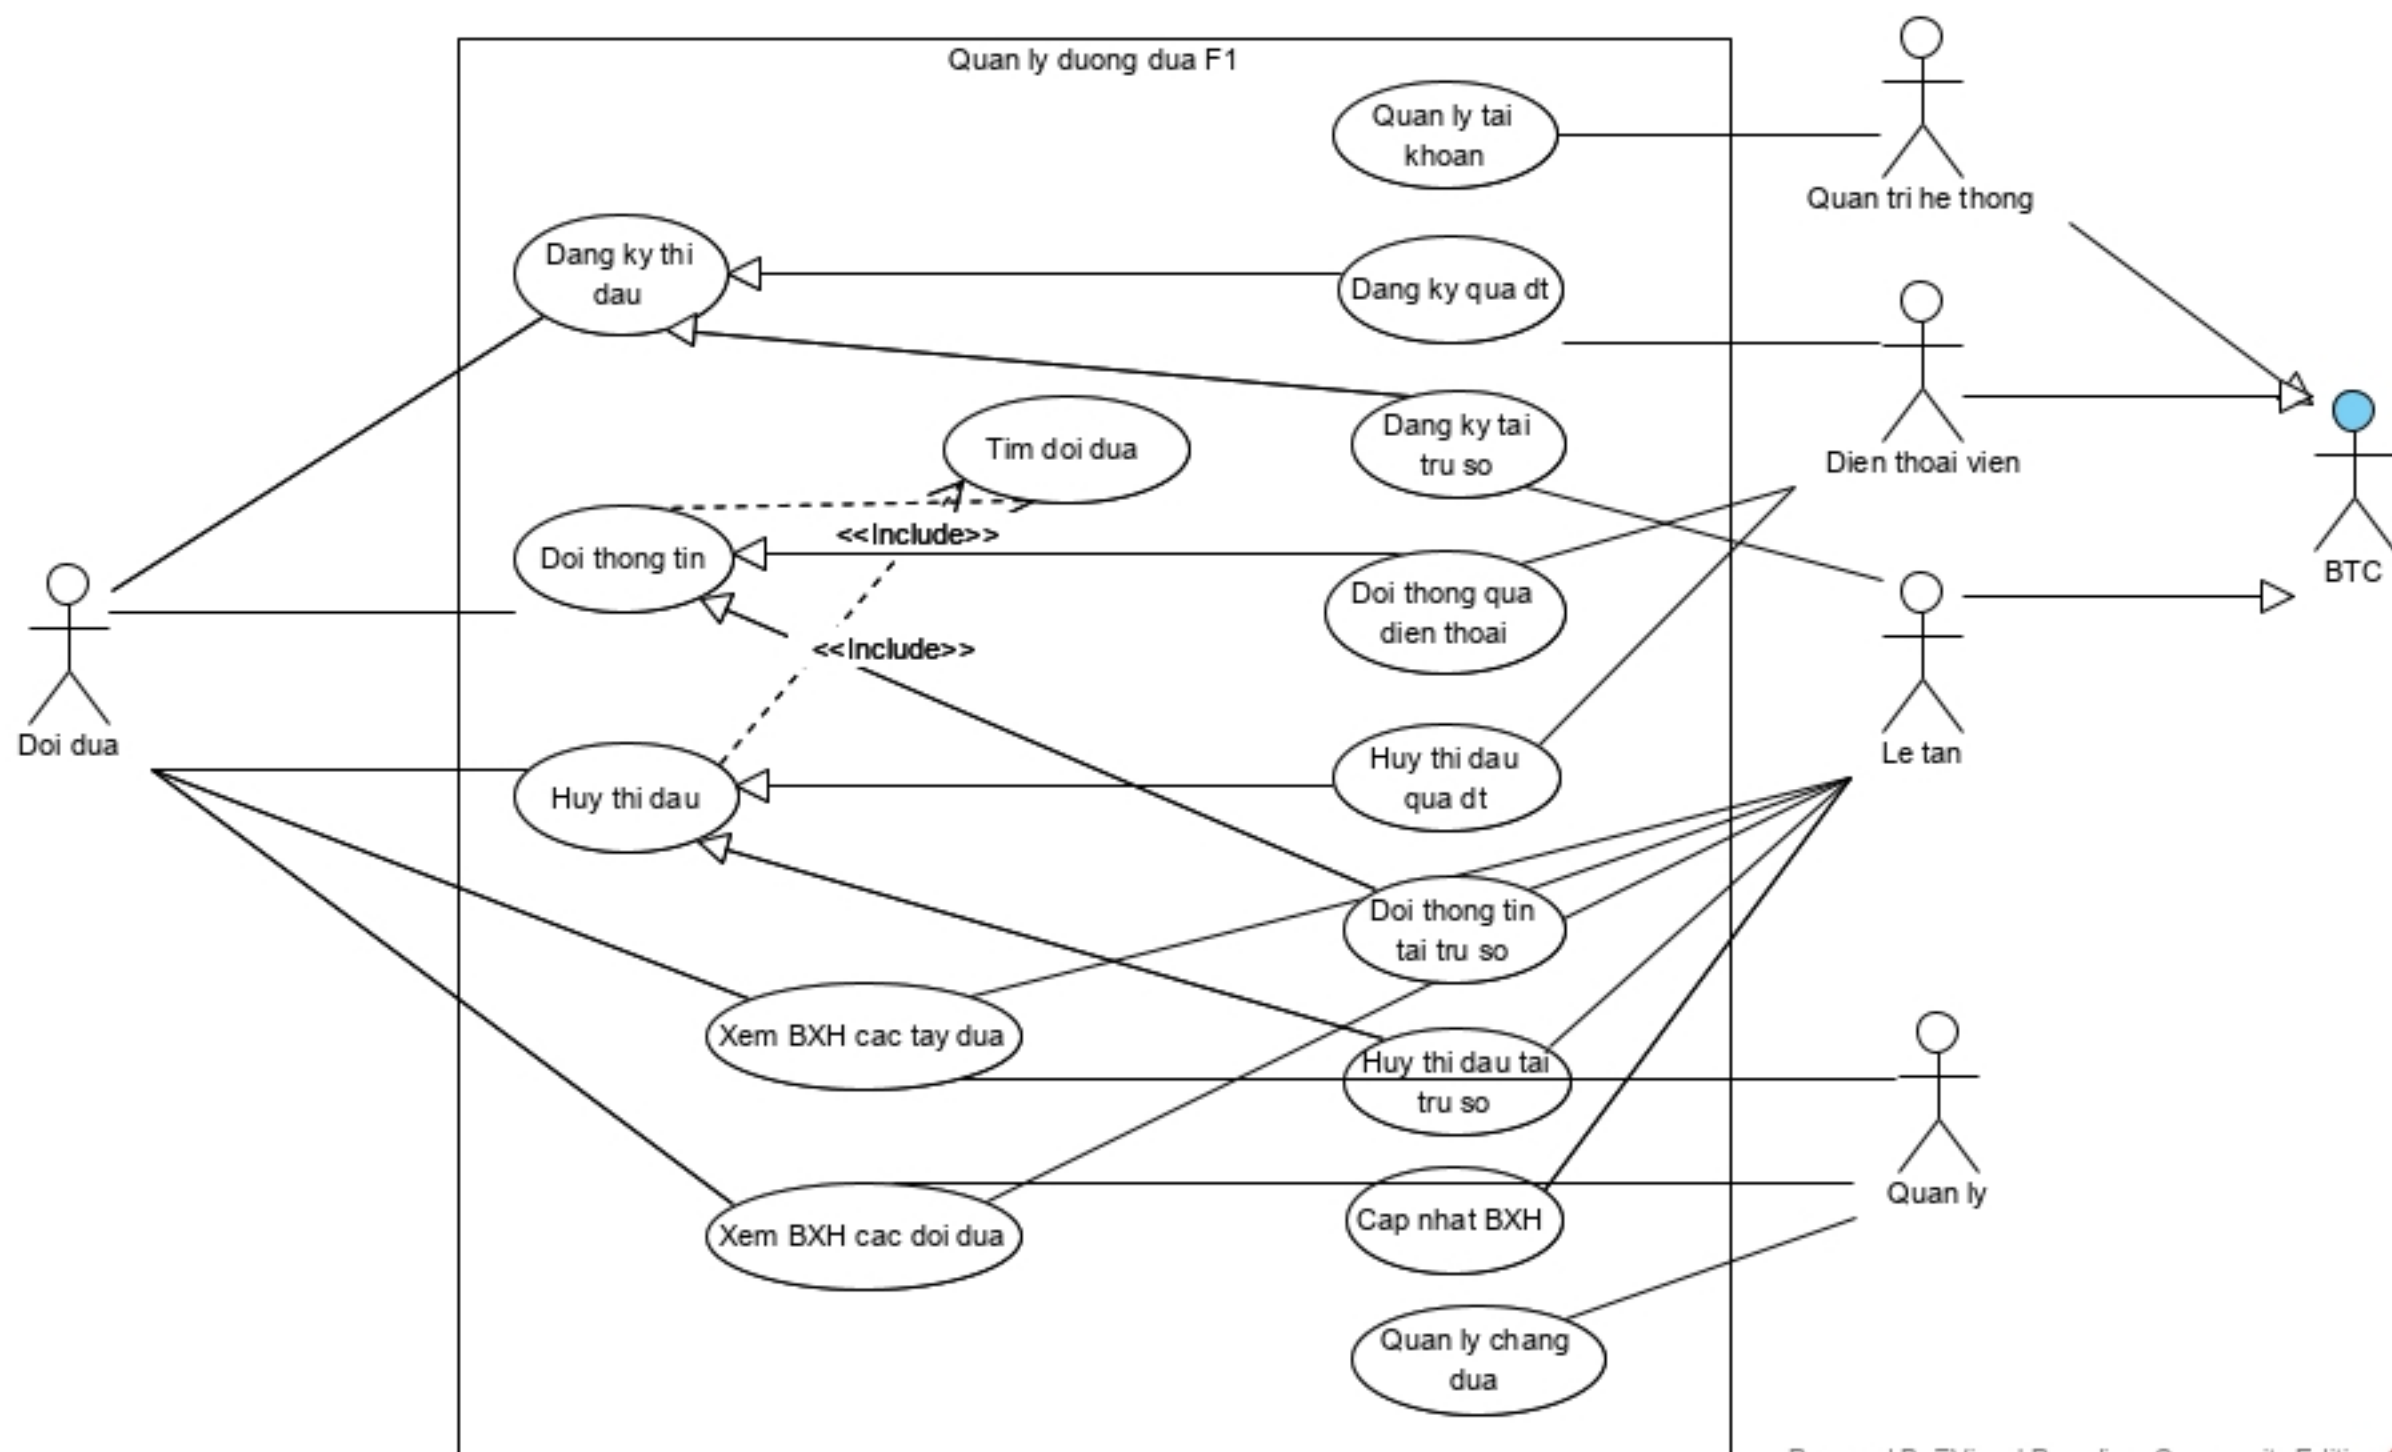 Quan ly duong dua F1
Quan ly tai
khoan
Quan tri he thong
Dang ky thi
dau
Dang ky qua dt
Dang ky tai
tru so
Tim doi dua
Dien thoai vien
<<Include>>
Doi thong tin
BTC
Doi thong qua
dien thoai
<<Include>>
Doi dua
Le tan
Huy thi dau
Huy thi dau
qua dt
Doi thong tin
tai tru so
Xem BXH cac tay dua
Huy thi dau tai
tru so
Quan ly
Cap nhat BXH
Xem BXH cac doi dua
Quan ly chang
dua